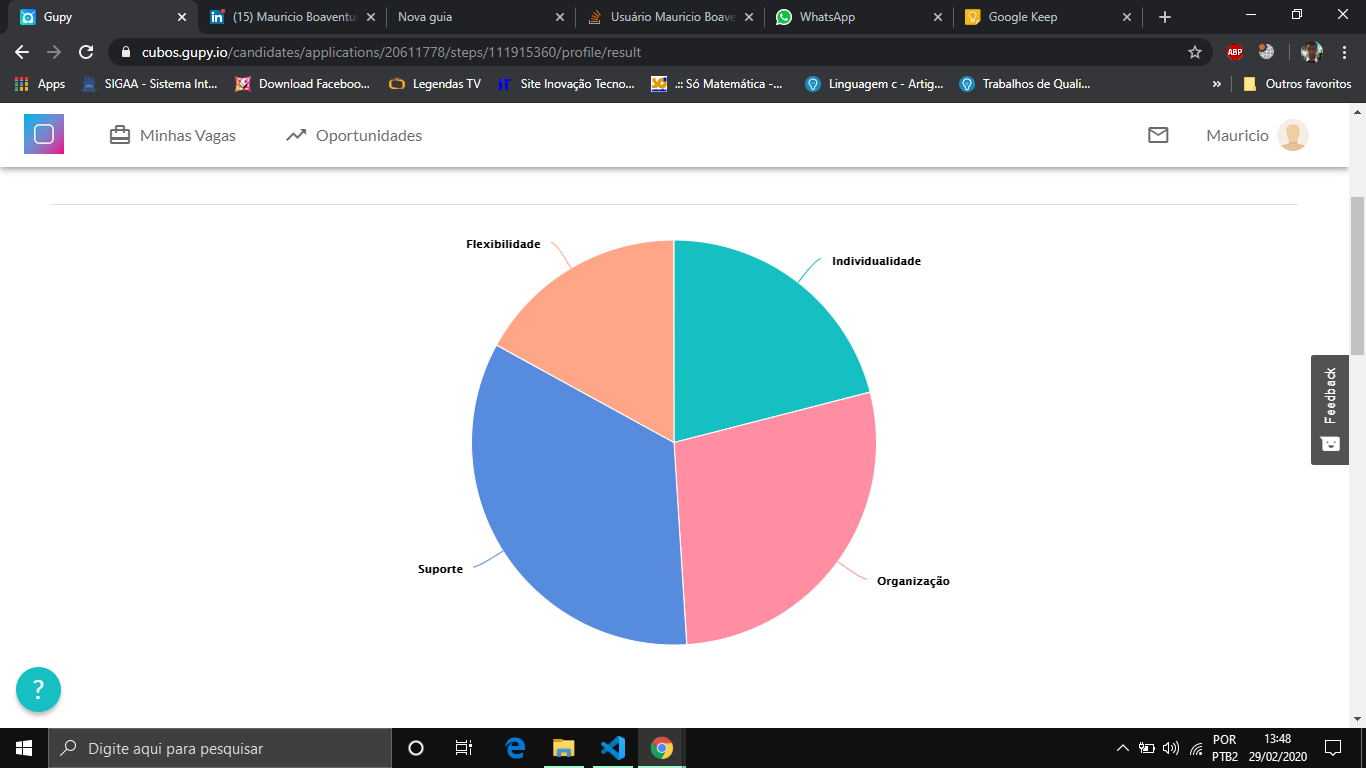 Gupy
(15) Mauricio Boaventu
Nova guia
Usuário Mauricio Boave
WhatsApp
Google Keep
cubos.gupy.io/candidates/applications/20611778/steps/111915360/profile/result
ABP
Apps
SIGAA - Sistema Int...
Download Faceboo...
Legendas TV
iT Site Inovação Tecno...
.:: Só Matemática -...
Linguagem c - Artig...
Trabalhos de Quali...
»
Outros favoritos
Minhas Vagas
Oportunidades
Mauricio
Flexibilidade
Individualidade
Feedback
Suporte
Organização
?
Digite aqui para pesquisar
POR
PTB2
13:48
29/02/2020